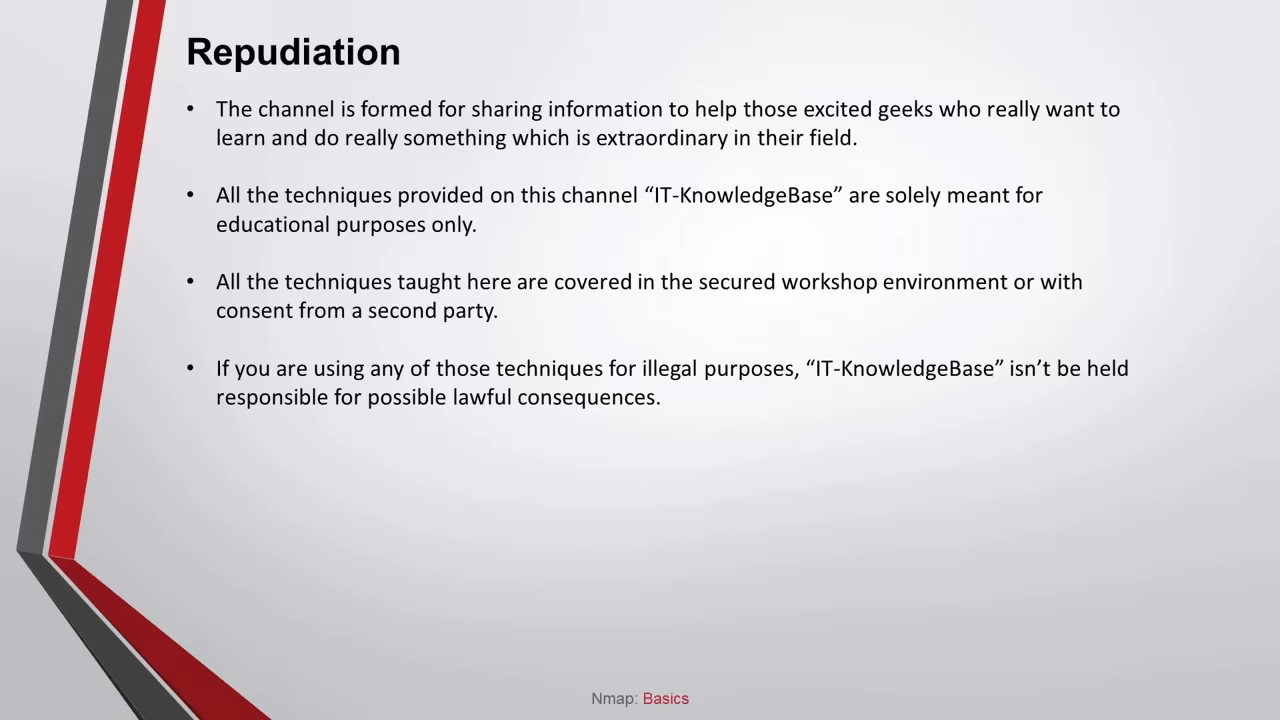 Repudiation
• The channel is formed for sharing information to help those excited geeks who really want to
learn and do really something which is extraordinary in their field.
• All the techniques provided on this channel “IT-KnowledgeBase” are solely meant for
educational purposes only.
• All the techniques taught here are covered in the secured workshop environment or with
consent from a second party.
• If you are using any of those techniques for illegal purposes, “IT-KnowledgeBase” isn’t be held
responsible for possible lawful consequences.
Nmap: Basics